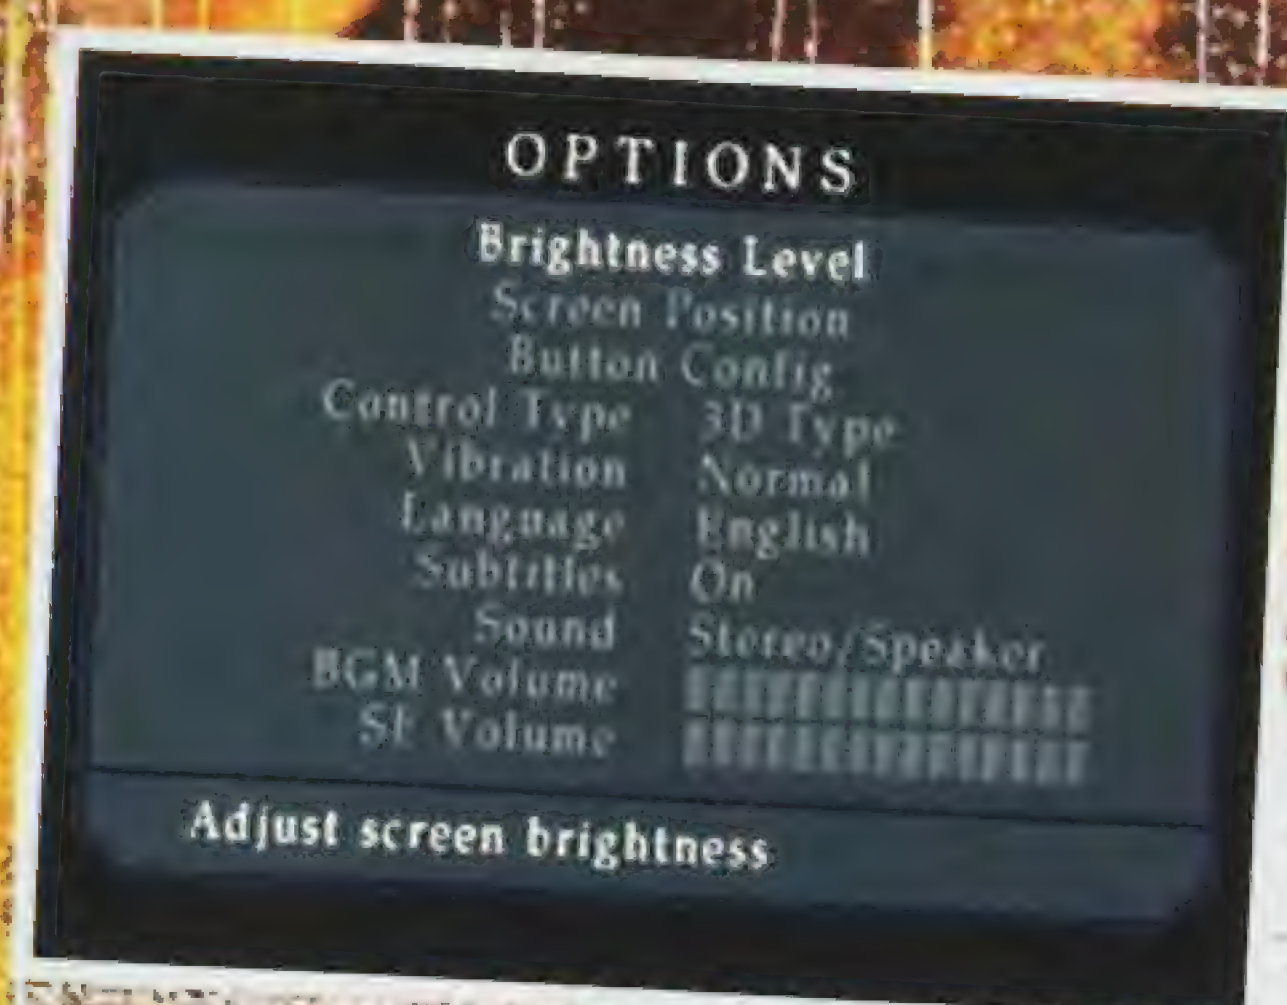 OPTIONS
Brightness Level
Screen Position
Button Config
Control Type 3D Type
Vibration Normal
Language English
Subtitles On
Sound Stereo/Speaker
BGM Volume
SE Volume
Adjust screen brightness